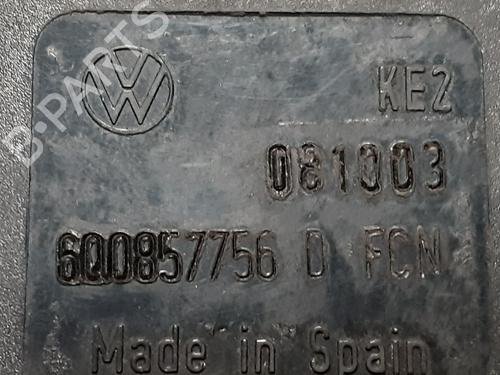 B-PARTS
KE2
081003
6Q0857756 D FCN
Made in Spain